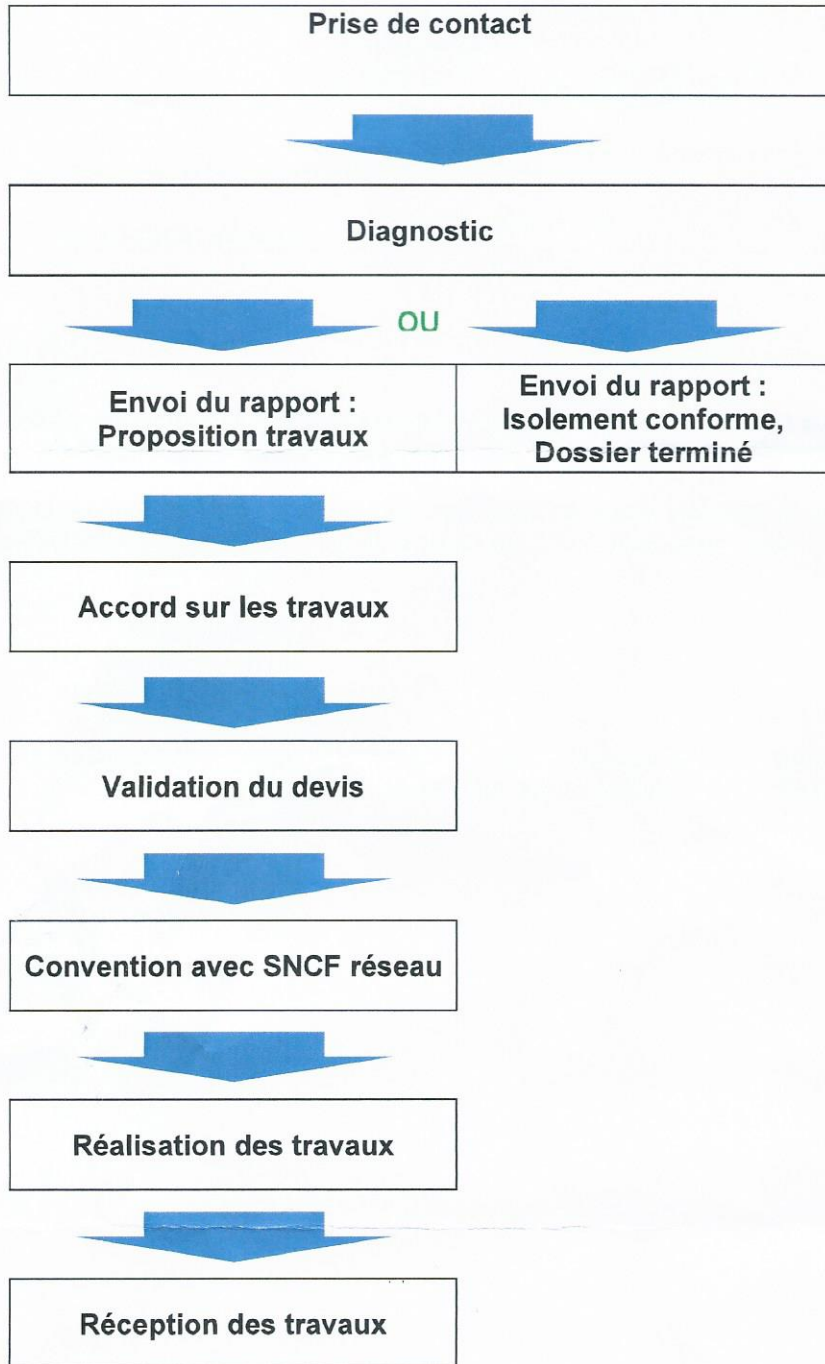 Prise de contact
Diagnostic
OU
Envoi du rapport :
Proposition travaux
Envoi du rapport :
Isolement conforme,
Dossier terminé
Accord sur les travaux
Validation du devis
Convention avec SNCF réseau
Réalisation des travaux
Réception des travaux